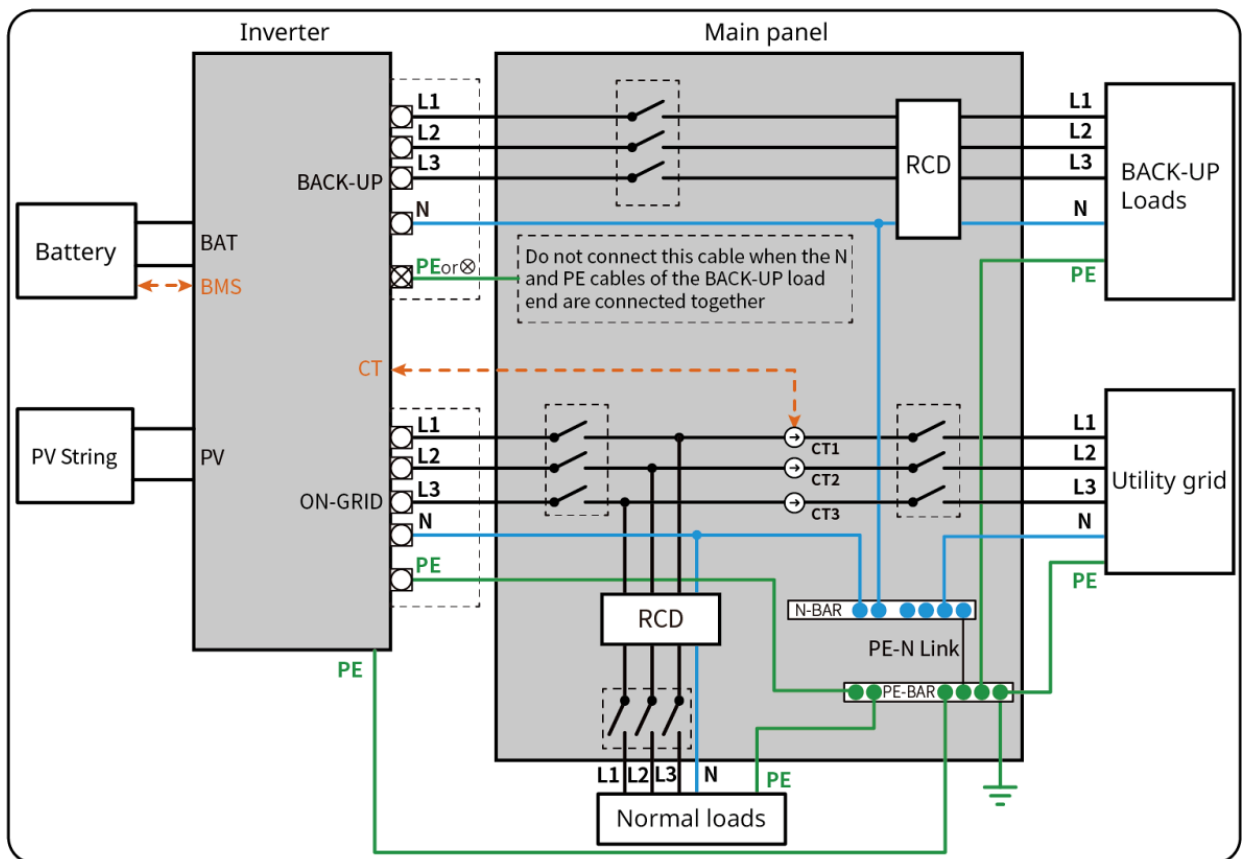 Inverter
Main panel
L1
L2
L3
BACK-UP
N
PEor⊗
RCD
L1
L2
L3
N
PE
BACK-UP
Loads
Battery
BAT
BMS
Do not connect this cable when the N
and PE cables of the BACK-UP load
end are connected together
CT
PV String
PV
ON-GRID
L1
L2
L3
N
PE
CT1
CT2
CT3
L1
L2
L3
N
PE
Utility grid
RCD
N-BAR
PE-N Link
PE-BAR
PE
L1
L2
L3
N
PE
Normal loads